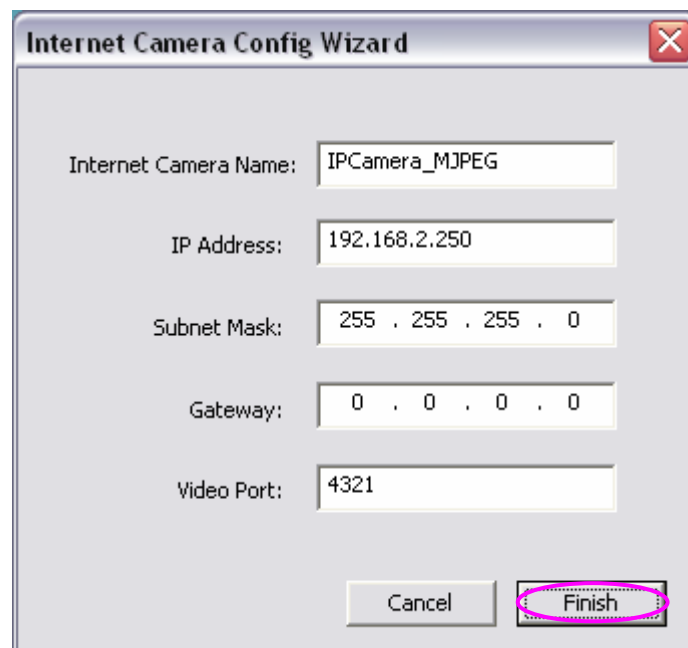 Internet Camera Config Wizard
Internet Camera Name: IPCamera_MJPEG
IP Address: 192.168.2.250
Subnet Mask: 255 . 255 . 255 . 0
Gateway: 0 . 0 . 0 . 0
Video Port: 4321
Cancel Finish